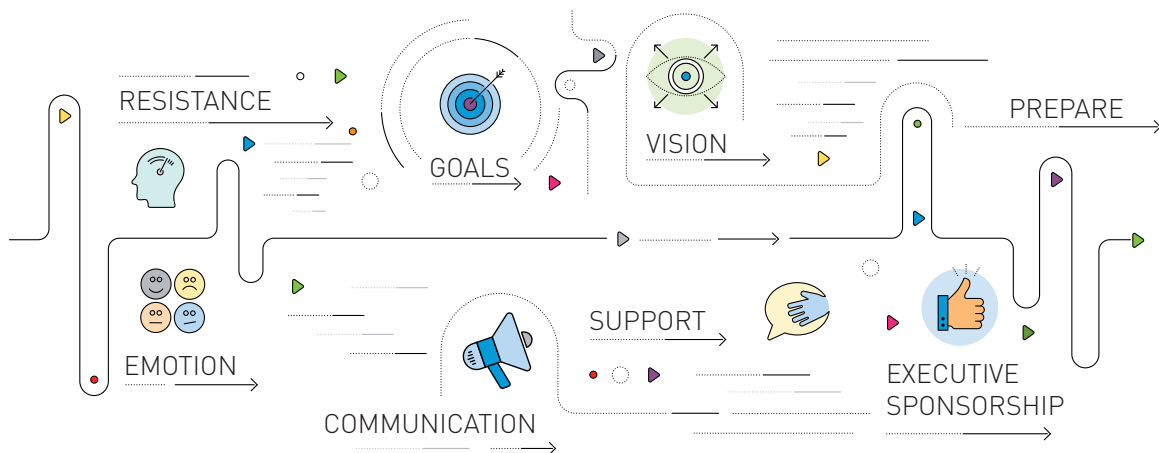 RESISTANCE
GOALS
VISION
PREPARE
EMOTION
COMMUNICATION
SUPPORT
EXECUTIVE
SPONSORSHIP